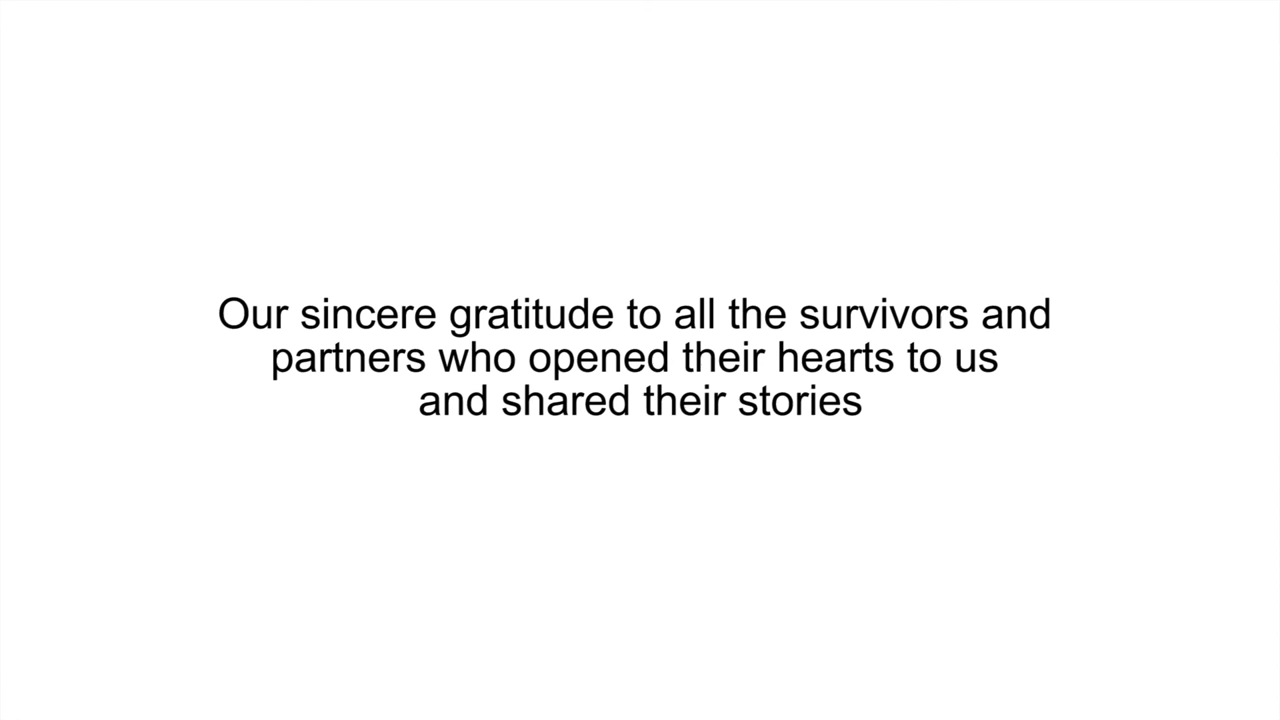 Our sincere gratitude to all the survivors and
partners who opened their hearts to us
and shared their stories